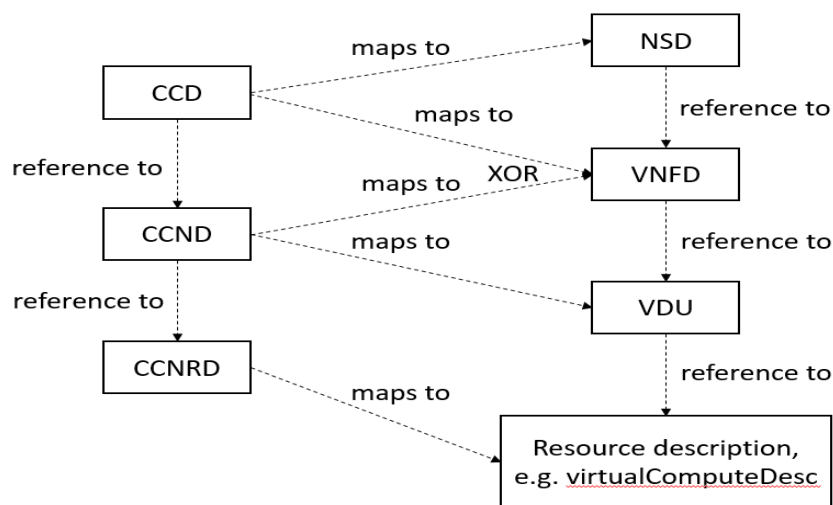 maps to
NSD
CCD
maps to
reference to
reference to
XOR
VNFD
maps to
CCND
maps to
reference to
reference to
VDU
CCNRD
maps to
reference to
Resource description,
e.g. virtualComputeDesc